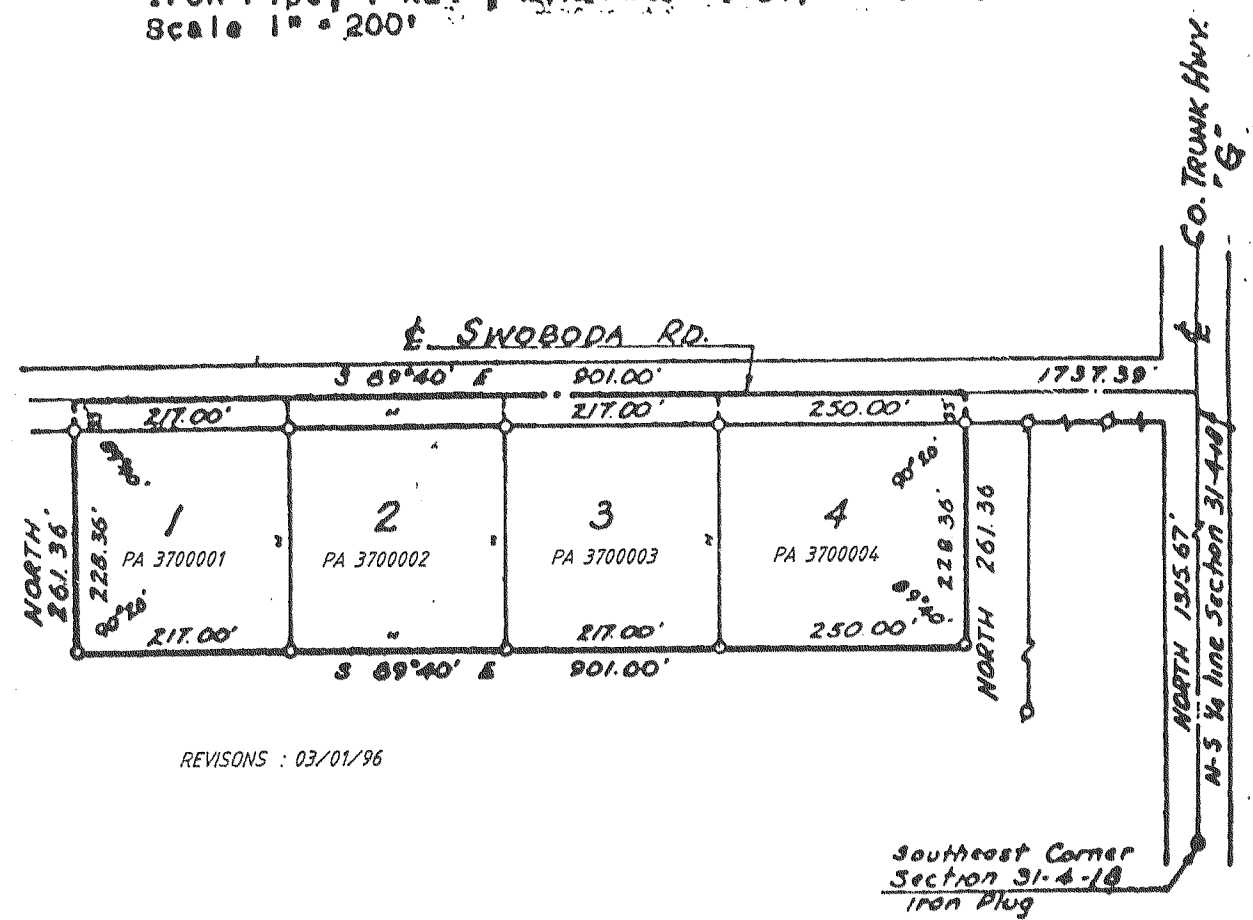 Scale 1" = 200'
Co. TRUNK HWY.
"G"
℄ SWOBODA RD.
S 89°40' E 901.00'
1737.39'
217.00' " 217.00' 250.00'
33'
90°20'
NORTH
261.36'
228.36'
1
PA 3700001
"
2
PA 3700002
"
3
PA 3700003
"
4
PA 3700004
228.36'
NORTH 261.36
90°20'
89°40'
217.00' " 217.00' 250.00'
S 89°40' E 901.00'
℄
NORTH 1315.67'
N-S ¼ line Section 31-4-18
REVISONS : 03/01/96
Southeast Corner
Section 31-4-18
Iron Plug